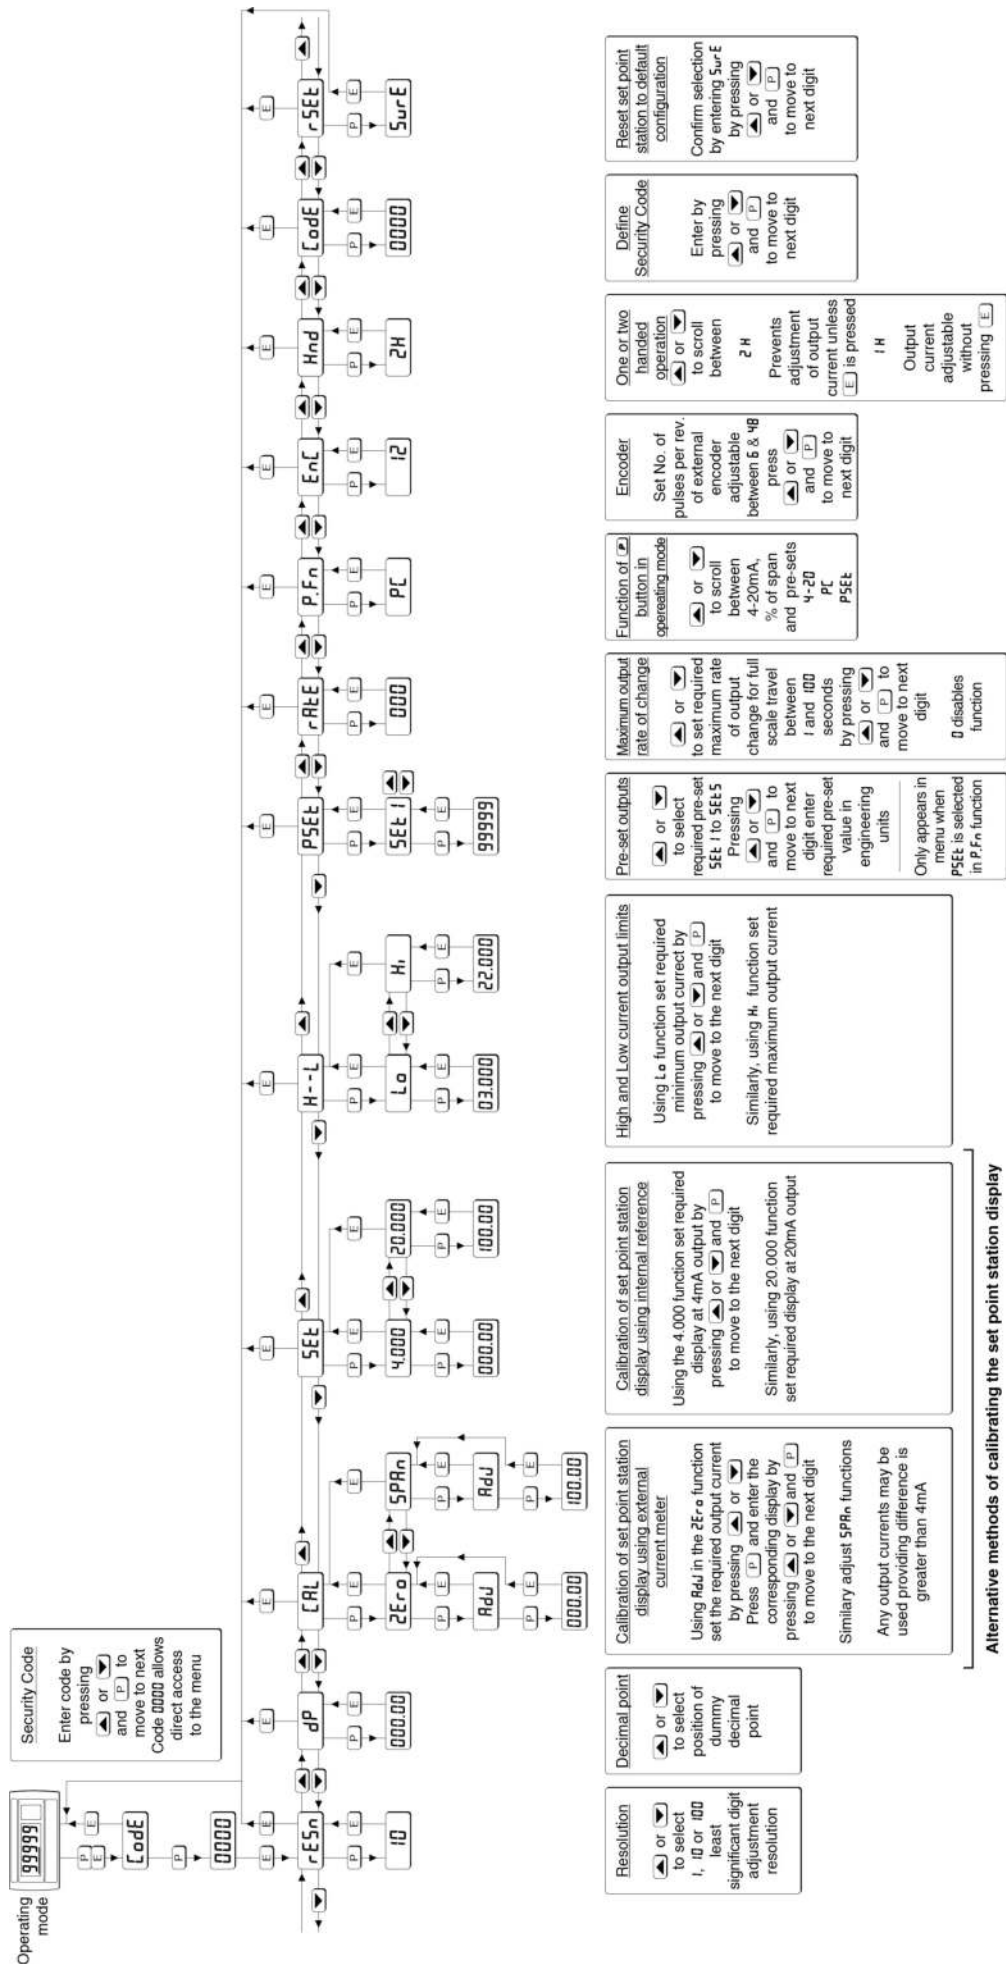 Operating
mode
99999
P
E
E
CodE
P
0000
E
Security Code
Enter code by
pressing
▲ or ▼
and P to
move to next
Code 0000 allows
direct access
to the menu
rESn
P
E
10
E
dP
P
E
000.00
E
CAL
P
E
2Ero
P
E
AdJ
P
E
000.00
E
SPAn
P
E
AdJ
P
E
100.00
E
SEt
P
E
4.000
P
E
000.00
E
20.000
P
E
100.00
E
H--L
P
E
Lo
P
E
03.000
E
Hi
P
E
22.000
E
PSEt
P
E
SEt 1
P
E
99999
E
rAtE
P
E
000
E
P.Fn
P
E
PC
E
EnC
P
E
12
E
Hnd
P
E
2H
E
CodE
P
E
0000
E
rSEt
P
E
SurE
Resolution
▲ or ▼
to select
1, 10 or 100
least
significant digit
adjustment
resolution
Decimal point
▲ or ▼
to select
position of
dummy
decimal
point
Calibration of set point station
display using external
current meter
Using AdJ in the 2Ero function
set the required output current
by pressing ▲ or ▼
Press P and enter the
corresponding display by
pressing ▲ or ▼ and P
to move to the next digit
Similary adjust SPAn functions
Any output currents may be
used providing difference is
greater than 4mA
Calibration of set point station
display using internal reference
Using the 4.000 function set required
display at 4mA output by
pressing ▲ or ▼ and P
to move to the next digit
Similarly, using 20.000 function
set required display at 20mA output
Alternative methods of calibrating the set point station display
High and Low current output limits
Using Lo function set required
minimum output currect by
pressing ▲ or ▼ and P
to move to the next digit
Similarly, using Hi function set
required maximum output current
Pre-set outputs
▲ or ▼
to select
required pre-set
SEt 1 to SEt5
Pressing
▲ or ▼
and P to
move to next
digit enter
required pre-set
value in
engineering
units
Only appears in
menu when
PSEt is selected
in P.Fn function
Maximum output
rate of change
▲ or ▼
to set required
maximum rate
of output
change for full
scale travel
between
1 and 100
seconds
by pressing
▲ or ▼
and P to
move to next
digit
0 disables
function
Function of P
button in
opereating mode
▲ or ▼
to scroll
between
4-20mA,
% of span
and pre-sets
4-20
PC
PSEt
Encoder
Set No. of
pulses per rev.
of external
encoder
adjustable
between 6 & 48
press
▲ or ▼
and P
to move to
next digit
One or two
handed
operation
▲ or ▼
to scroll
between
2H
Prevents
adjustment
of output
current unless
E is pressed
1H
Output
current
adjustable
without
pressing E
Define
Security Code
Enter by
pressing
▲ or ▼
and P
to move to
next digit
Reset set point
station to default
configuration
Confirm selection
by entering SurE
by pressing
▲ or ▼
and P
to move to
next digit